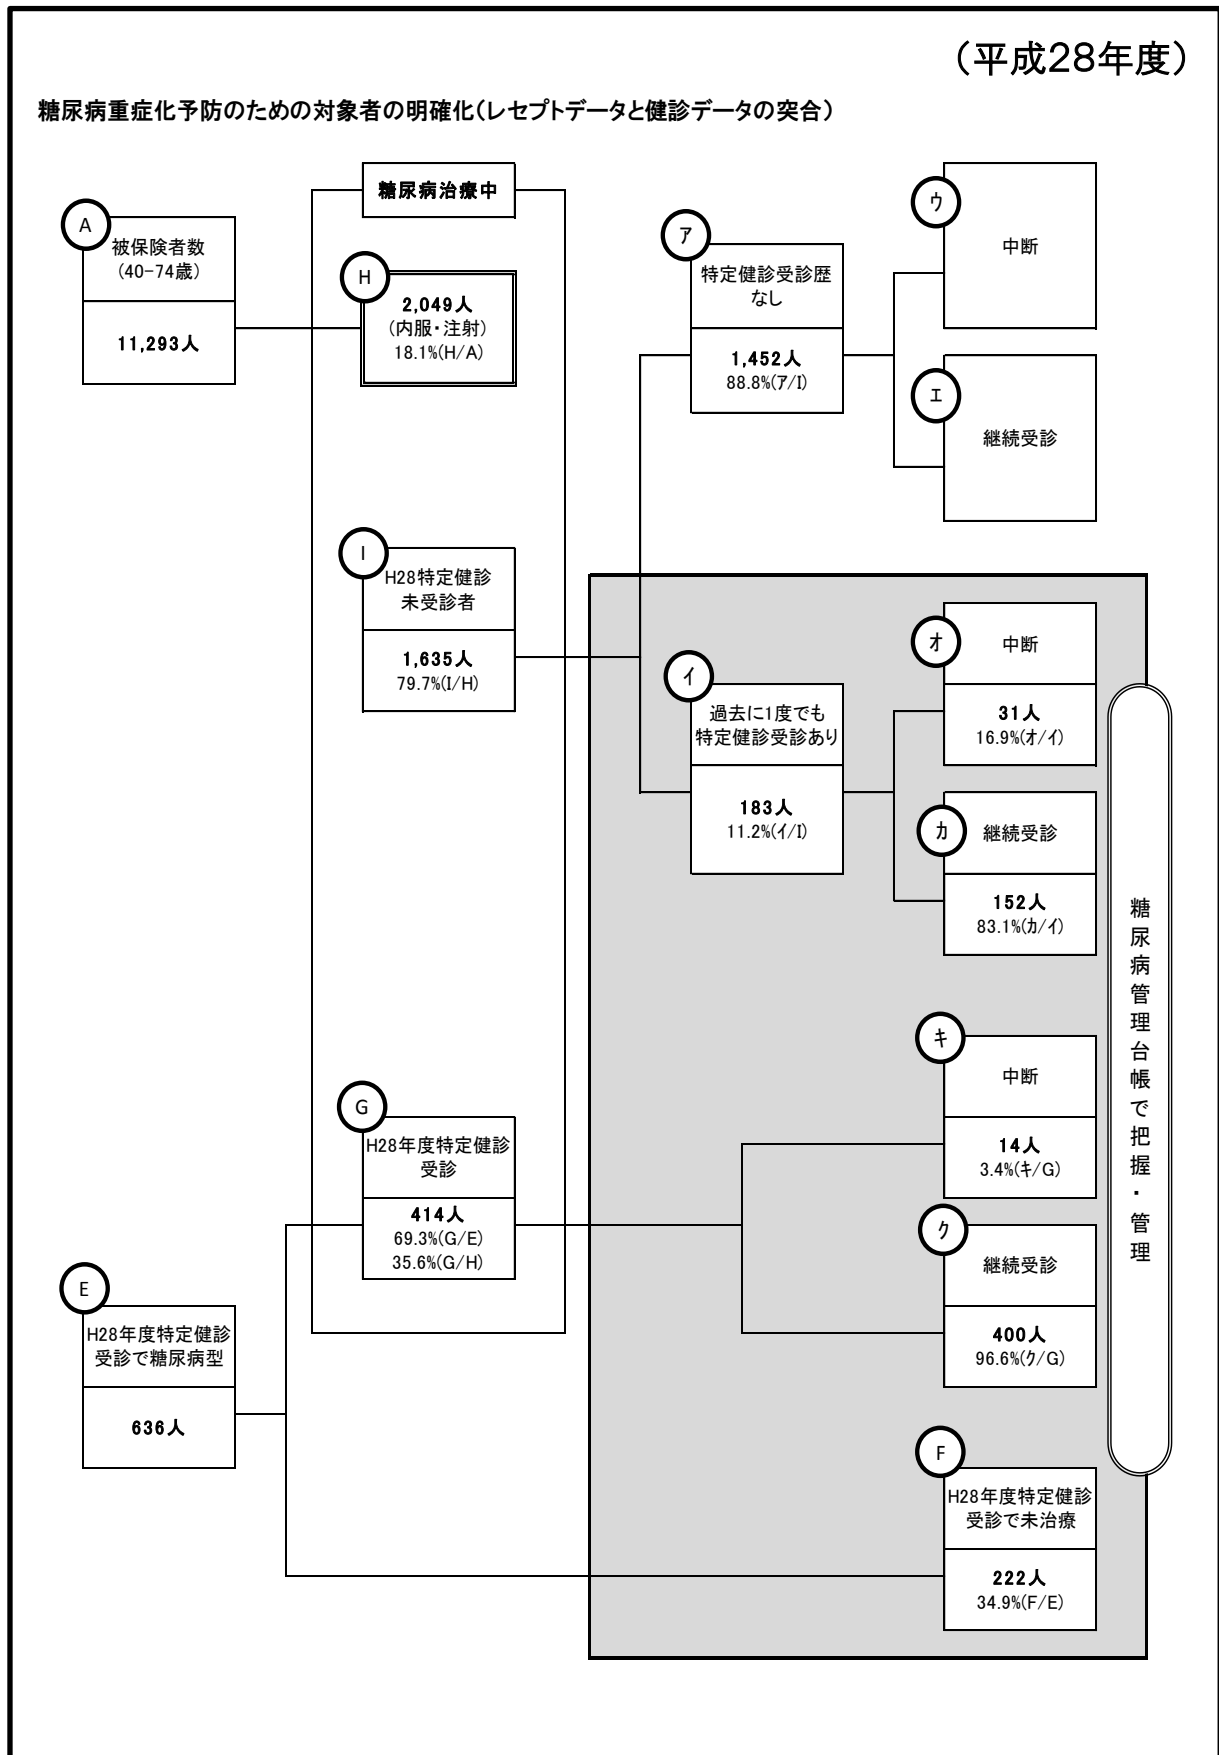 （平成28年度）
糖尿病重症化予防のための対象者の明確化(レセプトデータと健診データの突合)
糖尿病治療中
A
被保険者数
(40-74歳)
11,293人
H
2,049人
(内服・注射)
18.1%(H/A)
ア
特定健診受診歴
なし
1,452人
88.8%(ア/I)
ウ
中断
エ
継続受診
I
H28特定健診
未受診者
1,635人
79.7%(I/H)
イ
過去に1度でも
特定健診受診あり
183人
11.2%(イ/I)
オ
中断
31人
16.9%(オ/イ)
カ
継続受診
152人
83.1%(カ/イ)
糖尿病管理台帳で把握・管理
キ
中断
14人
3.4%(キ/G)
G
H28年度特定健診
受診
414人
69.3%(G/E)
35.6%(G/H)
ク
継続受診
400人
96.6%(ク/G)
E
H28年度特定健診
受診で糖尿病型
636人
F
H28年度特定健診
受診で未治療
222人
34.9%(F/E)